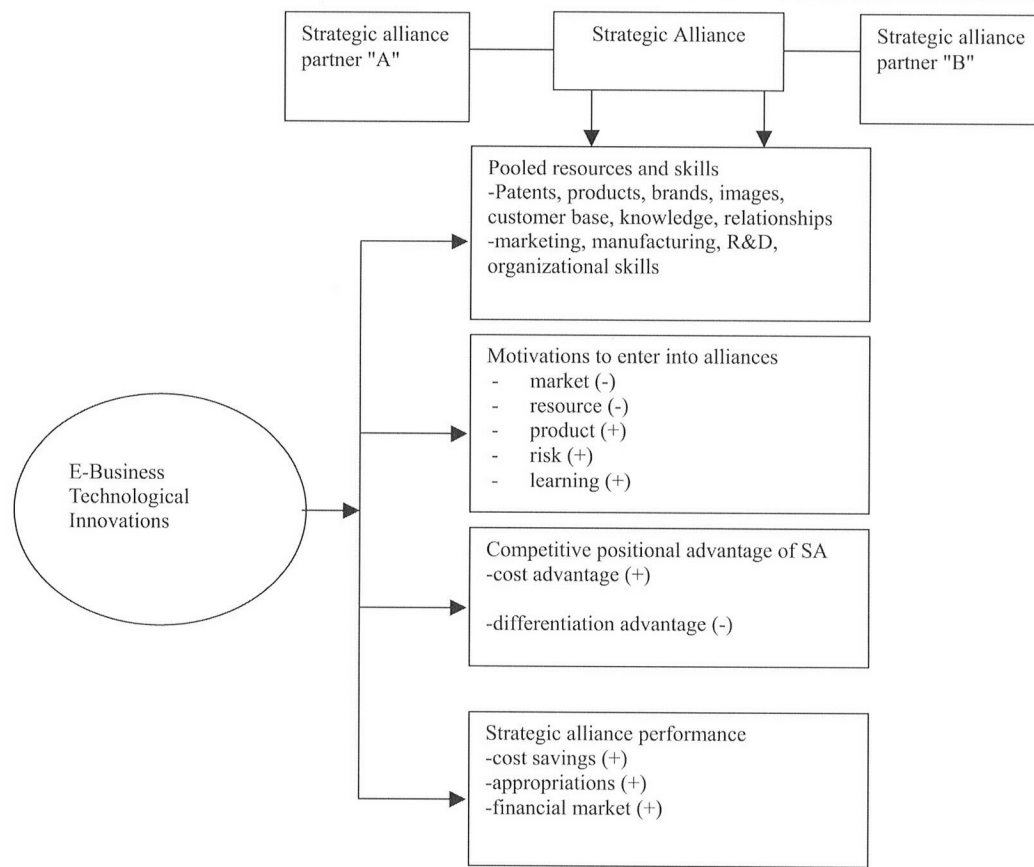 Strategic alliance
partner "A"
Strategic Alliance
Strategic alliance
partner "B"
Pooled resources and skills
-Patents, products, brands, images,
customer base, knowledge, relationships
-marketing, manufacturing, R&D,
organizational skills
Motivations to enter into alliances
- market (-)
- resource (-)
- product (+)
- risk (+)
- learning (+)
E-Business
Technological
Innovations
Competitive positional advantage of SA
-cost advantage (+)
-differentiation advantage (-)
Strategic alliance performance
-cost savings (+)
-appropriations (+)
-financial market (+)